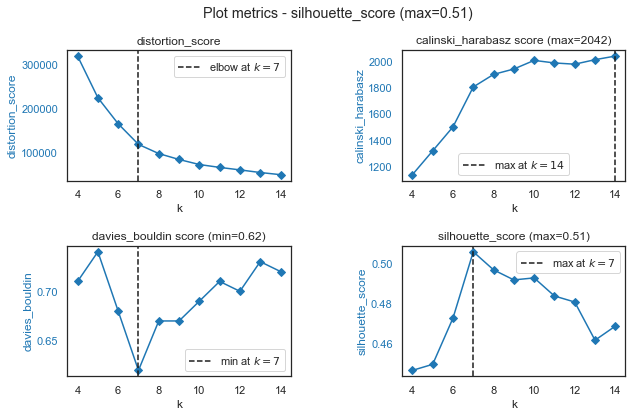 Plot metrics - silhouette_score (max=0.51)
distortion_score
distortion_score
300000
200000
100000
elbow at k = 7
4 6 8 10 12 14
k
calinski_harabasz score (max=2042)
calinski_harabasz
2000
1800
1600
1400
1200
max at k = 14
4 6 8 10 12 14
k
davies_bouldin score (min=0.62)
davies_bouldin
0.70
0.65
min at k = 7
4 6 8 10 12 14
k
silhouette_score (max=0.51)
silhouette_score
0.50
0.48
0.46
max at k = 7
4 6 8 10 12 14
k